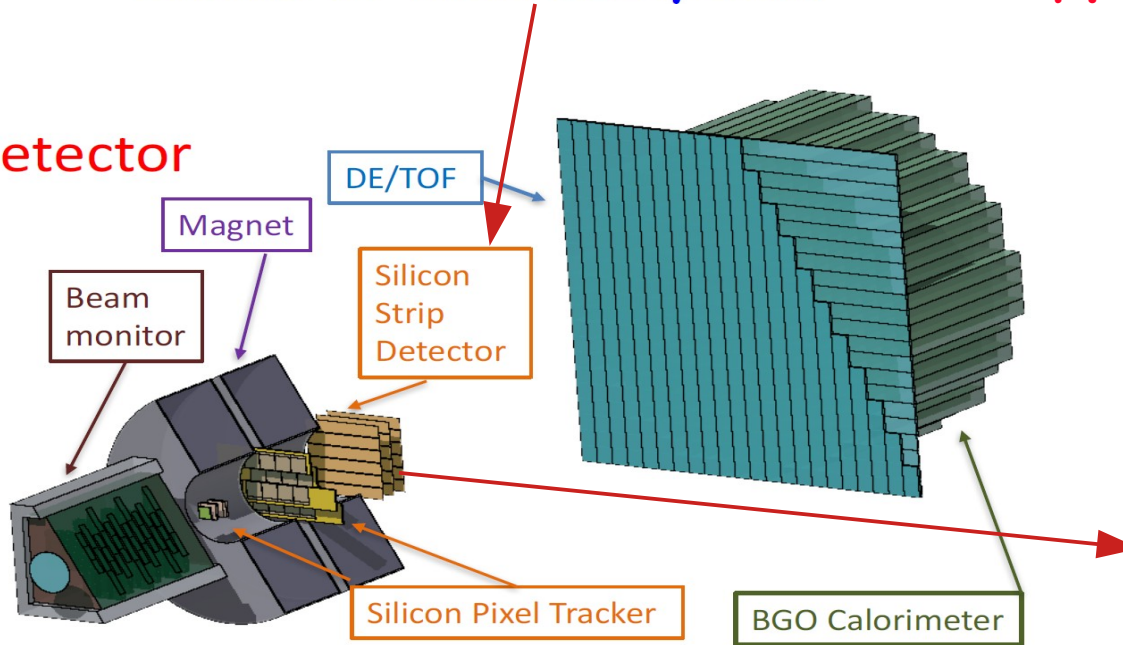 etector
DE/TOF
Magnet
Silicon
Strip
Detector
Beam
monitor
Silicon Pixel Tracker
BGO Calorimeter